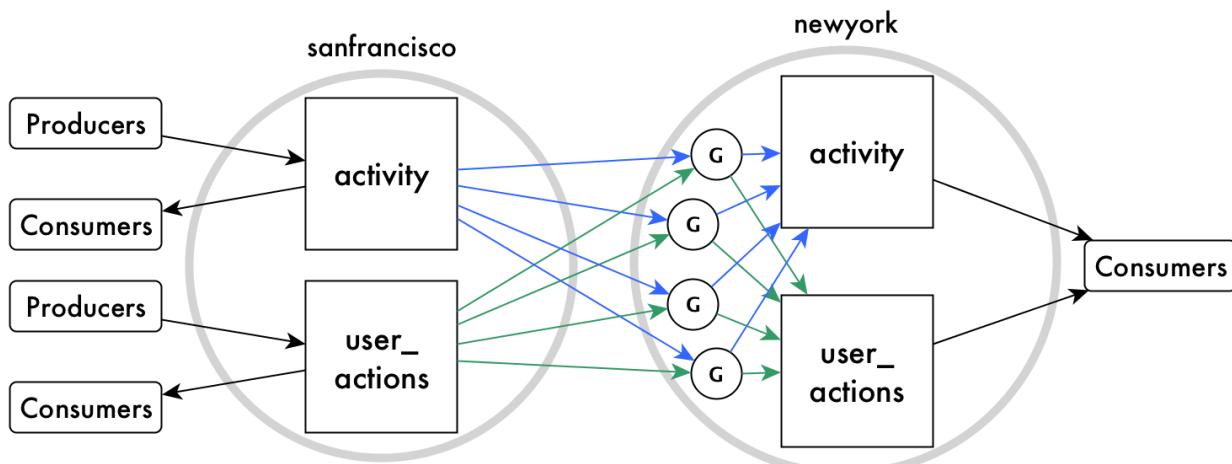 sanfrancisco
newyork
Producers
Consumers
Producers
Consumers
activity
user_
actions
G
G
G
G
activity
user_
actions
Consumers